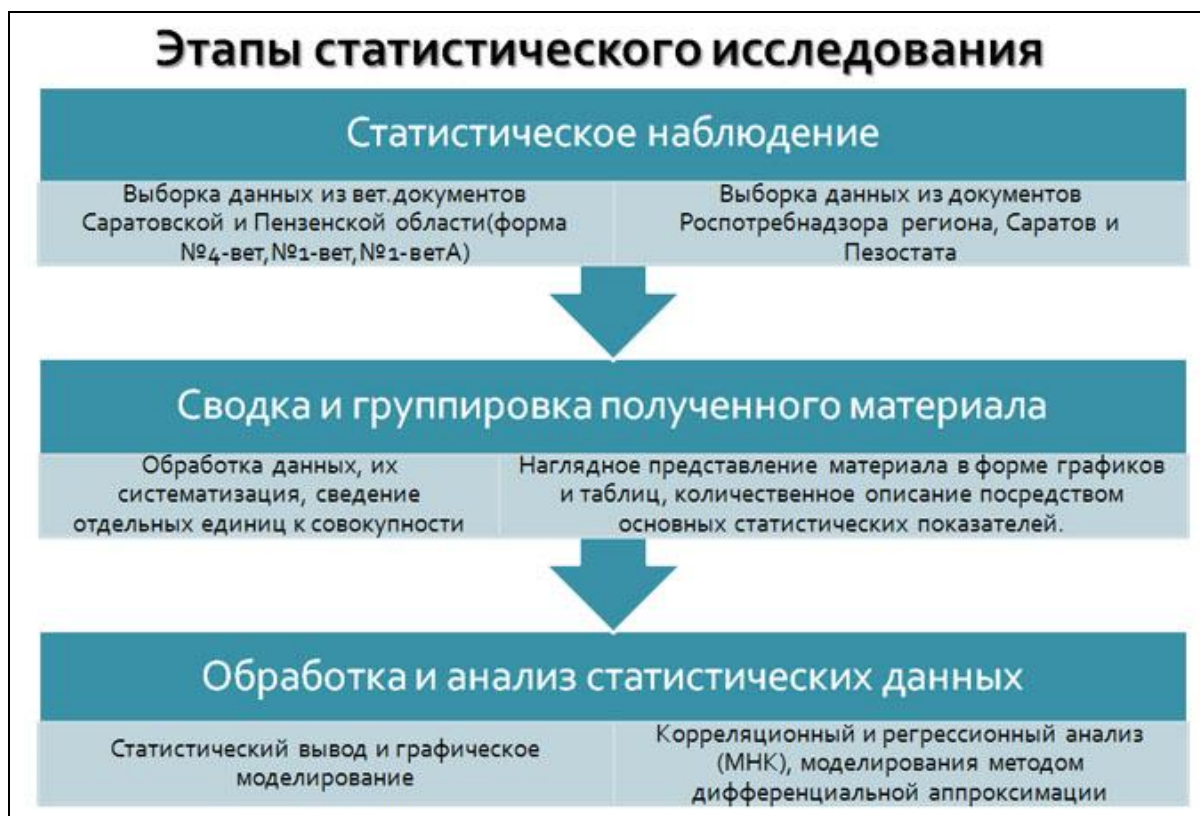 Этапы статистического исследования
Статистическое наблюдение
Выборка данных из вет.документов
Саратовской и Пензенской области(форма
№4-вет,№1-вет,№1-ветА)
Выборка данных из документов
Роспотребнадзора региона, Саратов и
Пезостата
Сводка и группировка полученного материала
Обработка данных, их
систематизация, сведение
отдельных единиц к совокупности
Наглядное представление материала в форме графиков
и таблиц, количественное описание посредством
основных статистических показателей.
Обработка и анализ статистических данных
Статистический вывод и графическое
моделирование
Корреляционный и регрессионный анализ
(МНК), моделирования методом
дифференциальной аппроксимации